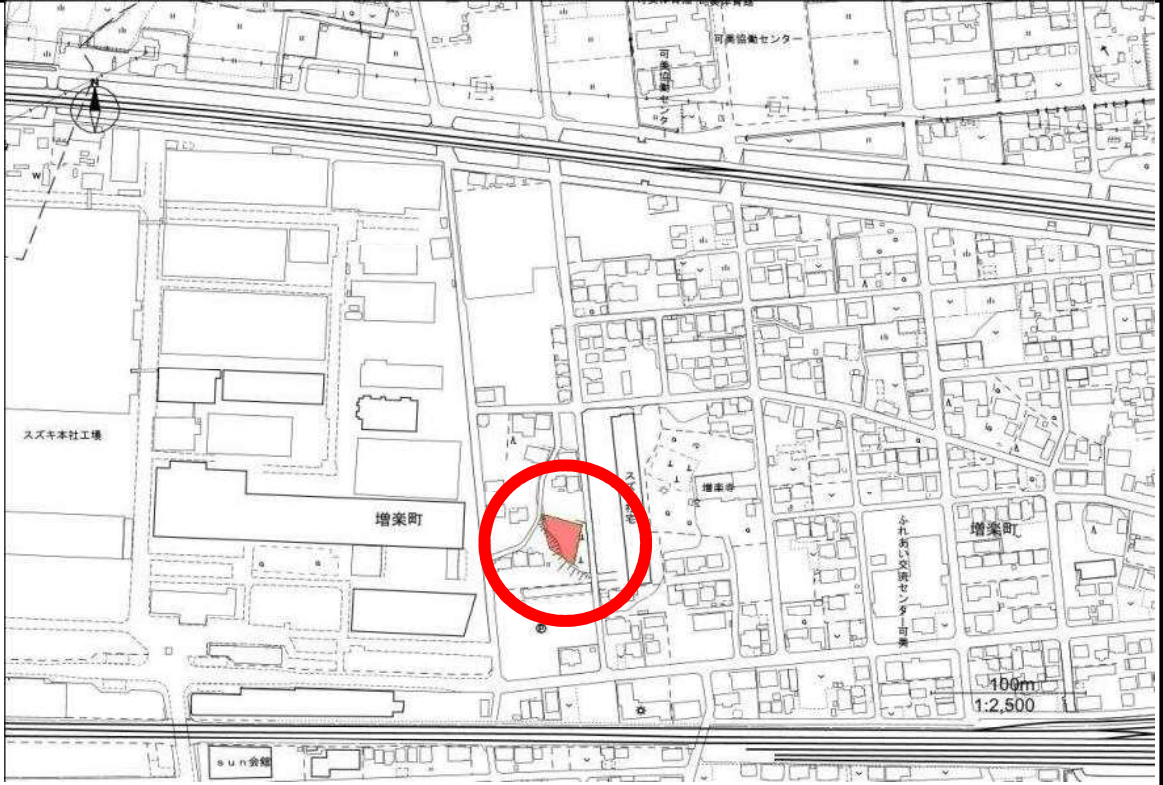 可美協働センター
可美協働センター
N
W
スズキ本社工場
増楽町
増楽寺
ふれあい交流センター可美
増楽町
100m
1:2,500
sun会館